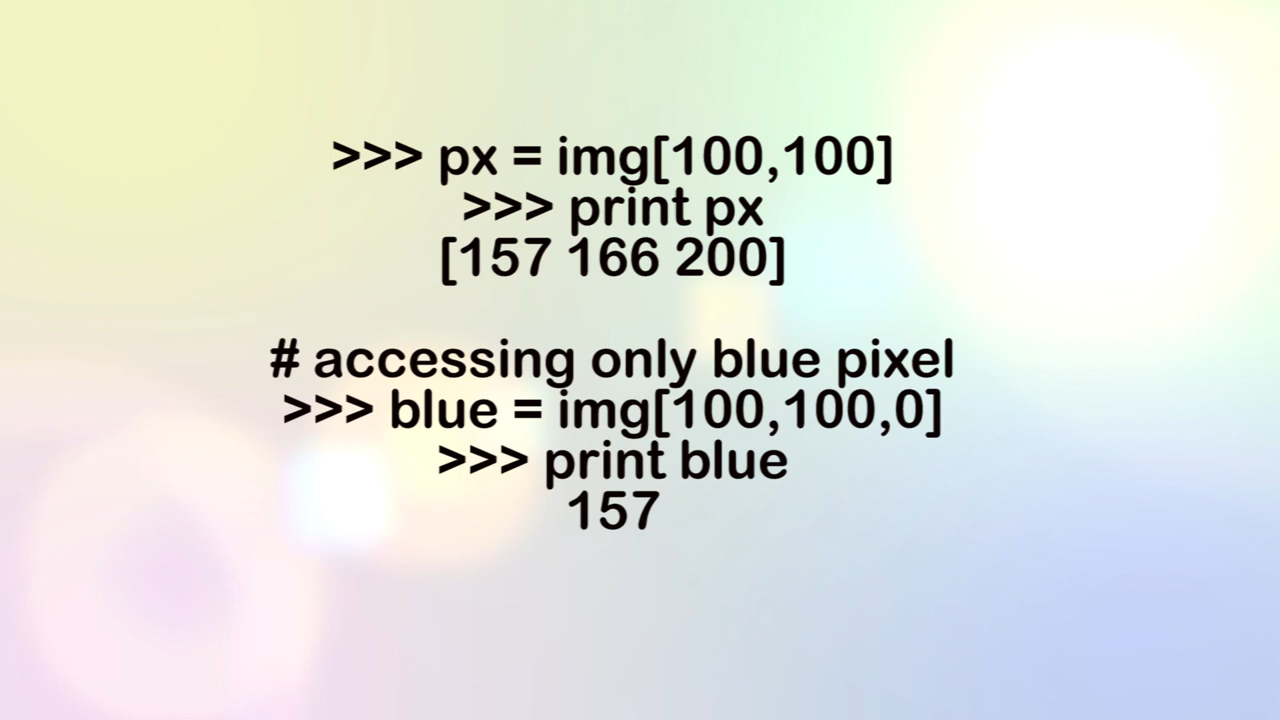 >>> px = img[100,100]
>>> print px
[157 166 200]
# accessing only blue pixel
>>> blue = img[100,100,0]
>>> print blue
157